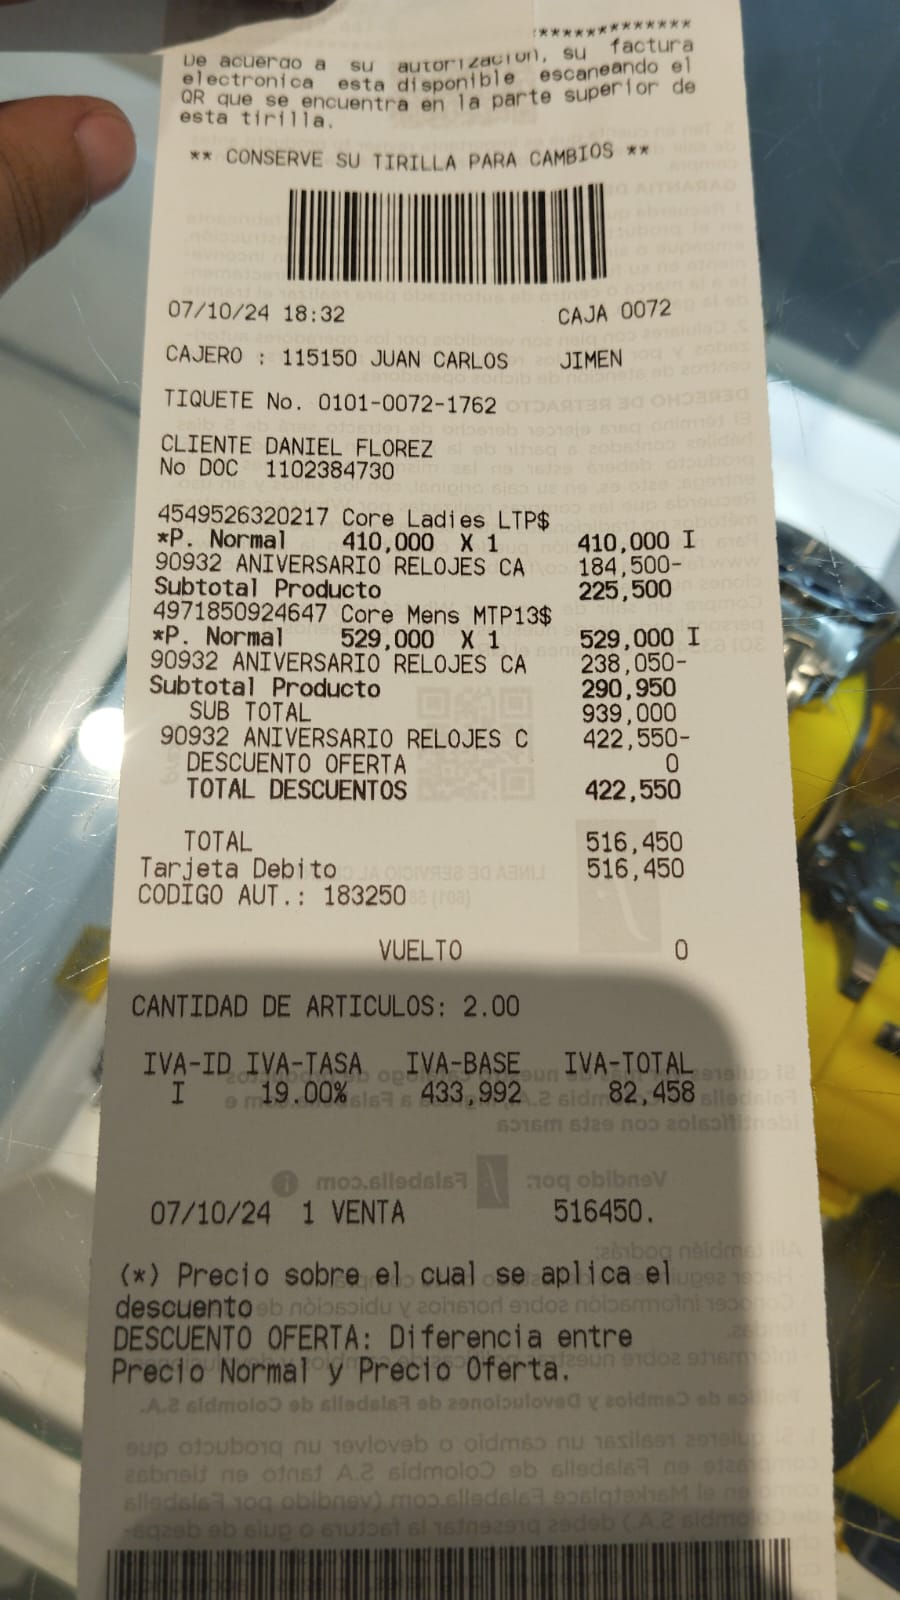 *************
De acuerdo a su autorizacion, su factura
electronica esta disponible escaneando el
QR que se encuentra en la parte superior de
esta tirilla.
** CONSERVE SU TIRILLA PARA CAMBIOS **
07/10/24 18:32 CAJA 0072
CAJERO : 115150 JUAN CARLOS JIMEN
TIQUETE No. 0101-0072-1762
CLIENTE DANIEL FLOREZ
No DOC 1102384730
4549526320217 Core Ladies LTP$
*P. Normal 410,000 X 1 410,000 I
90932 ANIVERSARIO RELOJES CA 184,500-
Subtotal Producto 225,500
4971850924647 Core Mens MTP13$
*P. Normal 529,000 X 1 529,000 I
90932 ANIVERSARIO RELOJES CA 238,050-
Subtotal Producto 290,950
SUB TOTAL 939,000
90932 ANIVERSARIO RELOJES C 422,550-
DESCUENTO OFERTA 0
TOTAL DESCUENTOS 422,550
TOTAL 516,450
Tarjeta Debito 516,450
CODIGO AUT.: 183250
VUELTO 0
CANTIDAD DE ARTICULOS: 2.00
IVA-ID IVA-TASA IVA-BASE IVA-TOTAL
I 19.00% 433,992 82,458
07/10/24 1 VENTA 516450.
(*) Precio sobre el cual se aplica el
descuento
DESCUENTO OFERTA: Diferencia entre
Precio Normal y Precio Oferta.